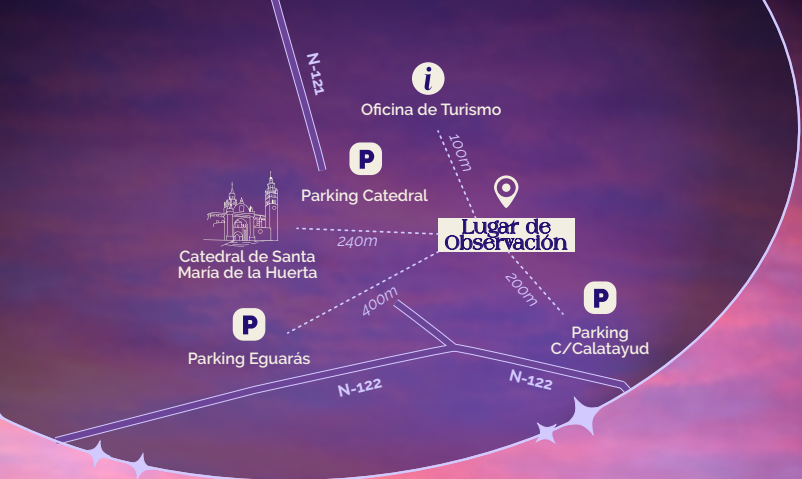 N-121
i
Oficina de Turismo
100m
P
Parking Catedral
Lugar de
Observación
240m
Catedral de Santa
María de la Huerta
200m
400m
P
Parking
C/Calatayud
P
Parking Eguarás
N-122
N-122